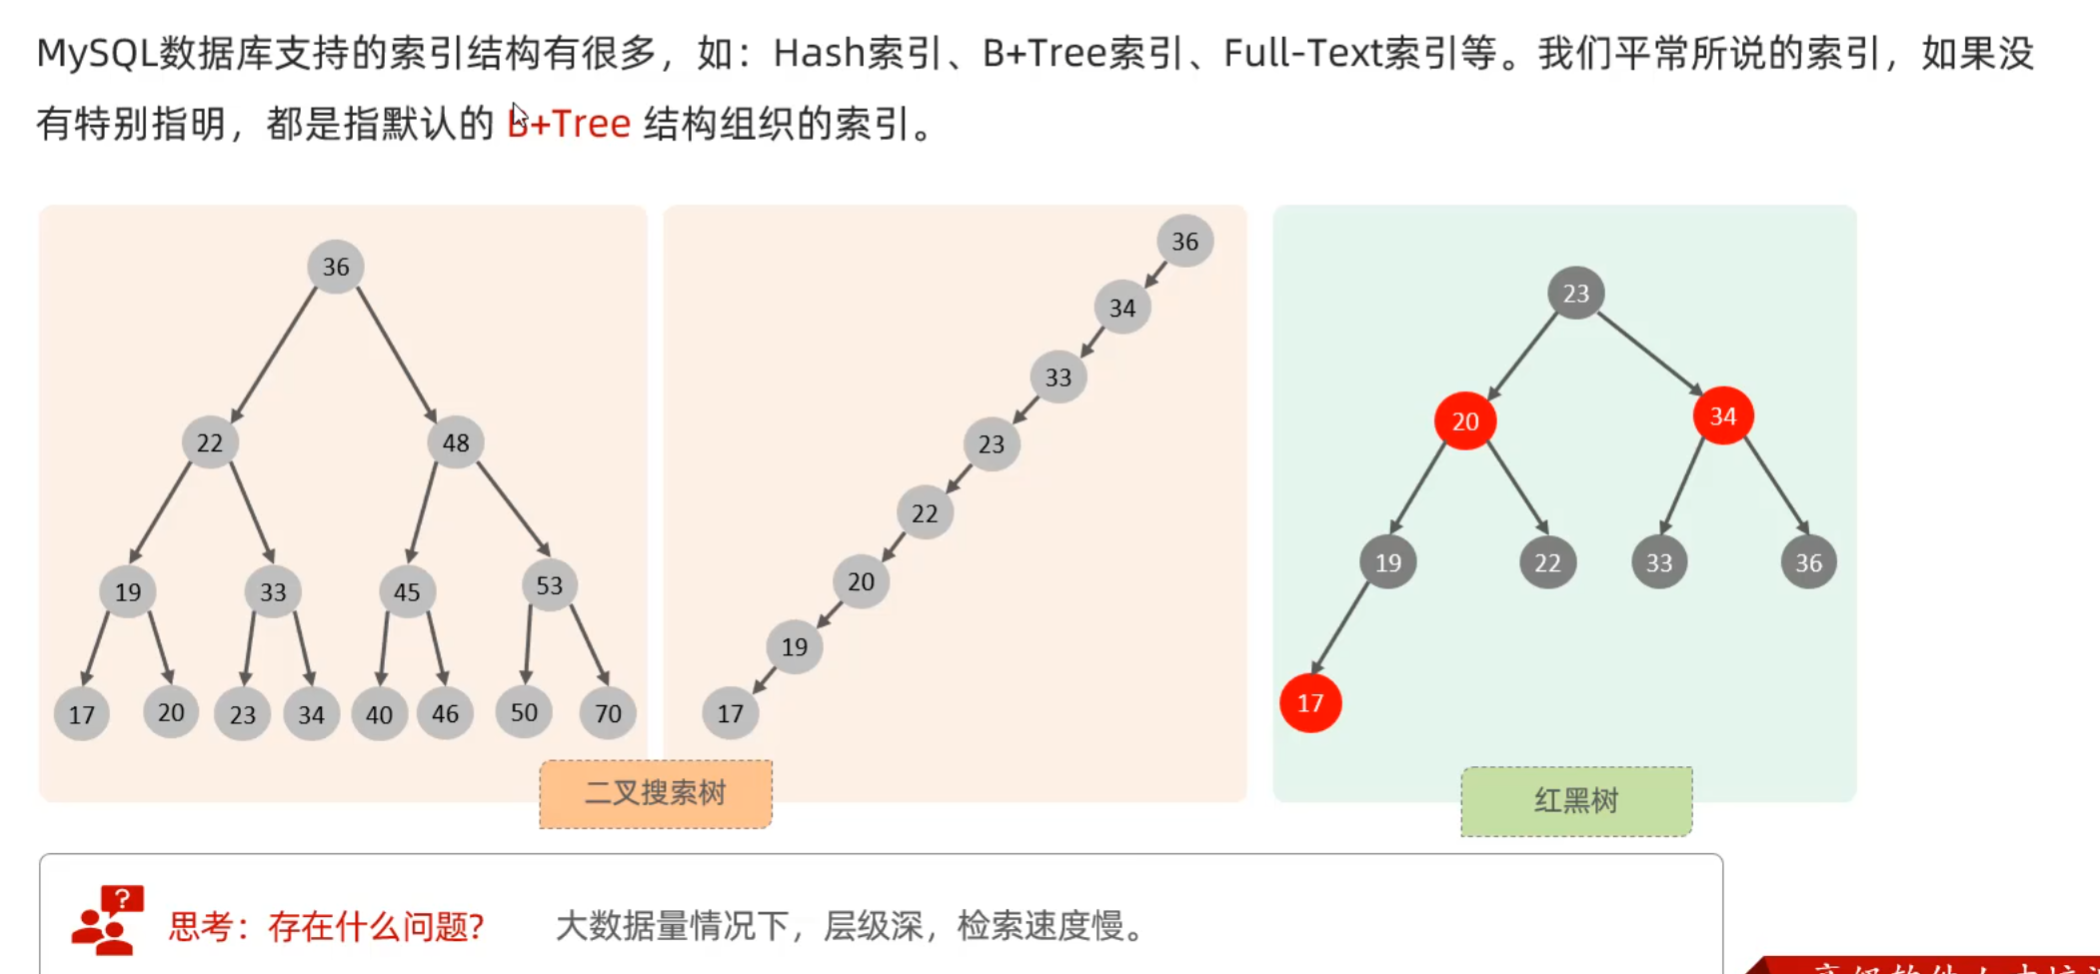 MySQL数据库支持的索引结构有很多，如：Hash索引、B+Tree索引、Full-Text索引等。我们平常所说的索引，如果没
有特别指明，都是指默认的 B+Tree 结构组织的索引。
36
22 48
19 33 45 53
17 20 23 34 40 46 50 70
36
34
33
23
22
20
19
17
二叉搜索树
23
20 34
19 22 33 36
17
红黑树
?
思考：存在什么问题? 大数据量情况下，层级深，检索速度慢。